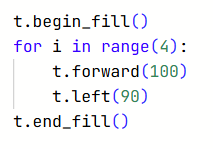 t.begin_fill()
for i in range(4):
    t.forward(100)
    t.left(90)
t.end_fill()